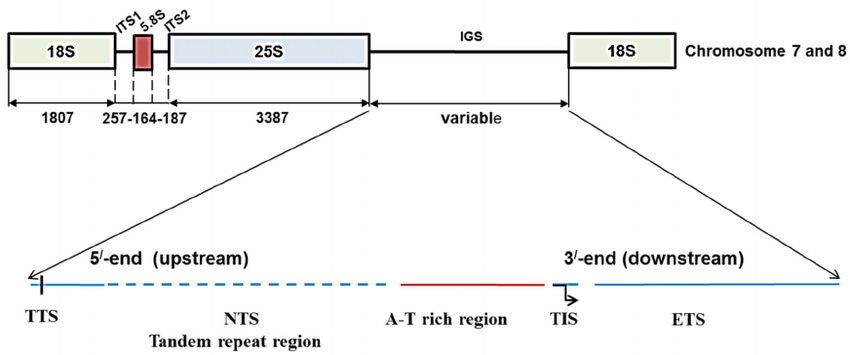 ITS1 5.8S ITS2
18S 25S IGS 18S Chromosome 7 and 8
1807 257-164-187 3387 variable
5/-end (upstream) 3/-end (downstream)
TTS NTS A-T rich region TIS ETS
Tandem repeat region